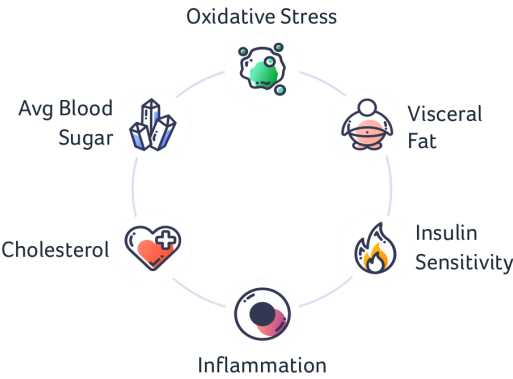 Oxidative Stress
Avg Blood
Sugar
Visceral
Fat
Cholesterol
Insulin
Sensitivity
Inflammation